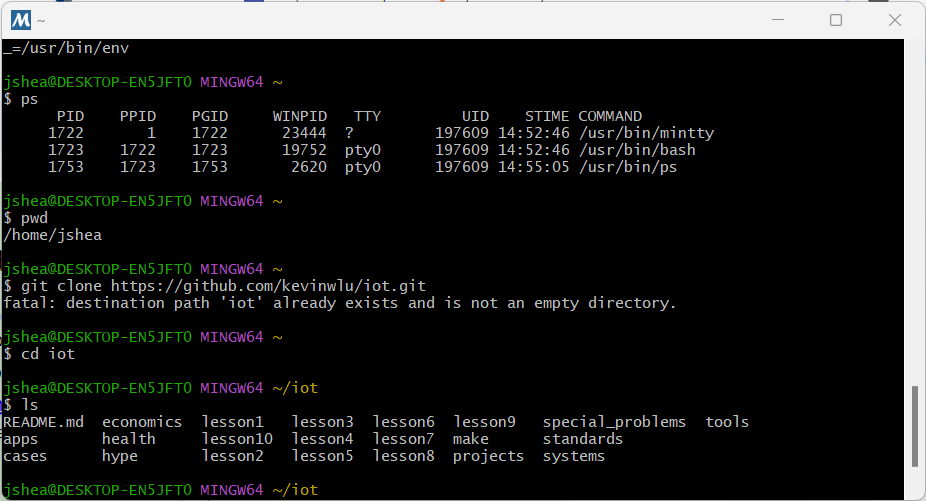 ~
_=/usr/bin/env
jshea@DESKTOP-EN5JFTO MINGW64 ~
$ ps
      PID    PPID    PGID     WINPID   TTY         UID    STIME COMMAND
     1722       1    1722      23444  ?         197609 14:52:46 /usr/bin/mintty
     1723    1722    1723      19752  pty0      197609 14:52:46 /usr/bin/bash
     1753    1723    1753       2620  pty0      197609 14:55:05 /usr/bin/ps
jshea@DESKTOP-EN5JFTO MINGW64 ~
$ pwd
/home/jshea
jshea@DESKTOP-EN5JFTO MINGW64 ~
$ git clone https://github.com/kevinwlu/iot.git
fatal: destination path 'iot' already exists and is not an empty directory.
jshea@DESKTOP-EN5JFTO MINGW64 ~
$ cd iot
jshea@DESKTOP-EN5JFTO MINGW64 ~/iot
$ ls
README.md  economics  lesson1   lesson3  lesson6  lesson9   special_problems  tools
apps       health     lesson10  lesson4  lesson7  make      standards
cases      hype       lesson2   lesson5  lesson8  projects  systems
jshea@DESKTOP-EN5JFTO MINGW64 ~/iot